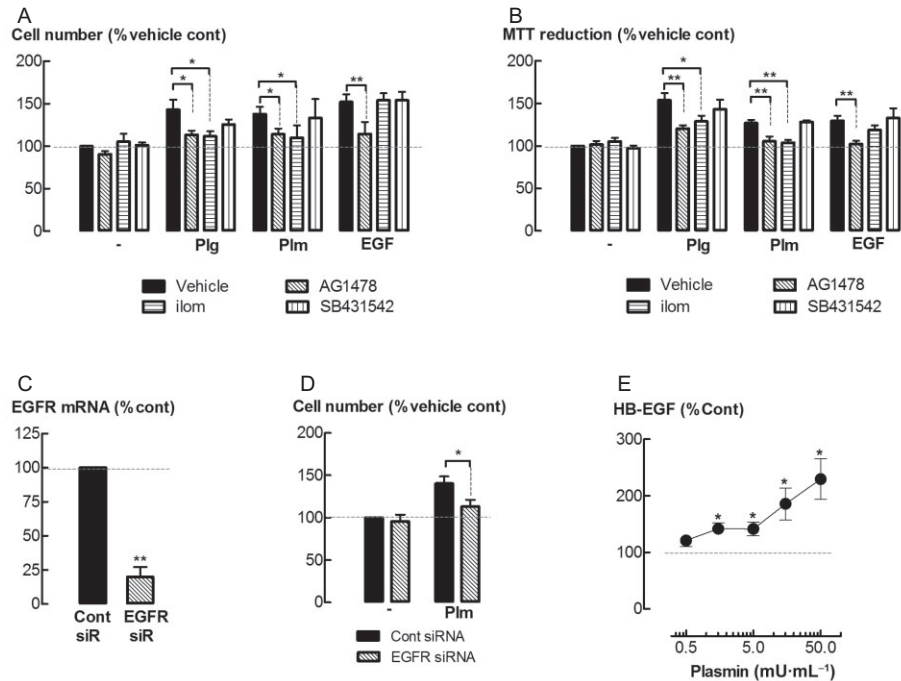 A
Cell number (% vehicle cont)
200
150
100
50
0
*
*
*
*
**
-
Plg
Plm
EGF
Vehicle
AG1478
ilom
SB431542
B
MTT reduction (% vehicle cont)
200
150
100
50
0
*
**
**
**
**
-
Plg
Plm
EGF
Vehicle
AG1478
ilom
SB431542
C
EGFR mRNA (% cont)
125
100
75
50
25
0
**
Cont EGFR
siR siR
D
Cell number (% vehicle cont)
200
150
100
50
0
*
-
Plm
Cont siRNA
EGFR siRNA
E
HB-EGF (% Cont)
300
200
100
0
*
*
*
*
0.5 5.0 50.0
Plasmin (mU·mL⁻¹)